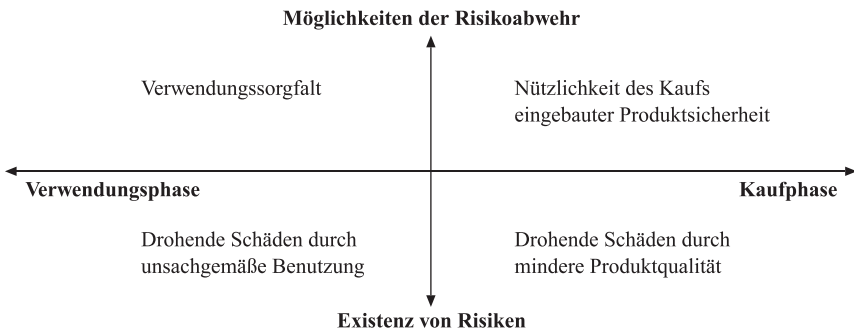 Möglichkeiten der Risikoabwehr
Verwendungssorgfalt
Nützlichkeit des Kaufs
eingebauter Produktsicherheit
Verwendungsphase
Kaufphase
Drohende Schäden durch
unsachgemäße Benutzung
Drohende Schäden durch
mindere Produktqualität
Existenz von Risiken